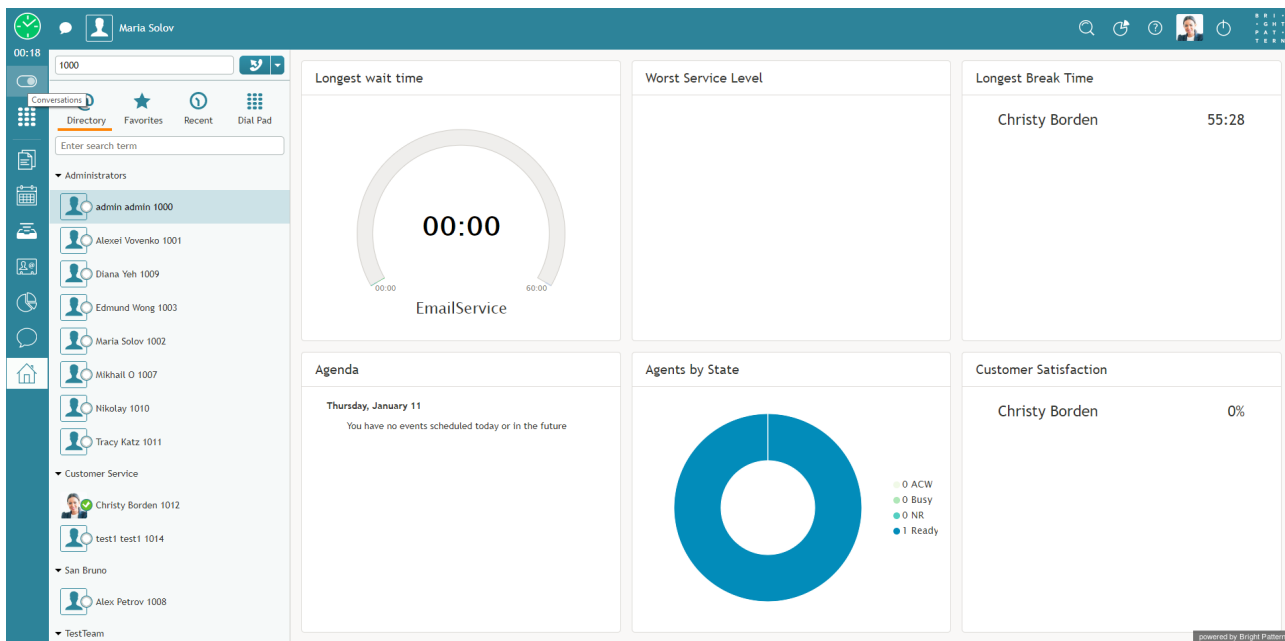 Maria Solov
BRI·
·GHT
PAT·
TERN
00:18
1000
Conversations
Directory
Favorites
Recent
Dial Pad
Enter search term
Administrators
admin admin 1000
Alexei Vovenko 1001
Diana Yeh 1009
Edmund Wong 1003
Maria Solov 1002
Mikhail O 1007
Nikolay 1010
Tracy Katz 1011
Customer Service
Christy Borden 1012
test1 test1 1014
San Bruno
Alex Petrov 1008
TestTeam
Longest wait time
00:00
00:00 60:00
EmailService
Worst Service Level
Longest Break Time
Christy Borden 55:28
Agenda
Thursday, January 11
You have no events scheduled today or in the future
Agents by State
0 ACW
0 Busy
0 NR
1 Ready
Customer Satisfaction
Christy Borden 0%
powered by Bright Pattern